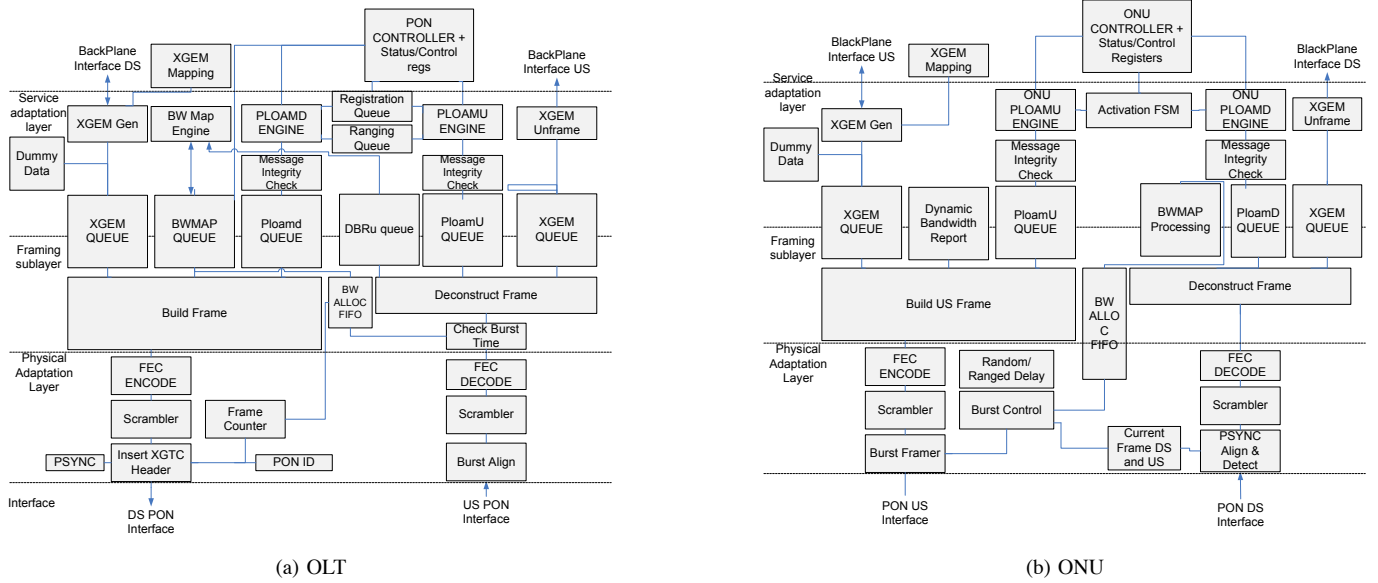 PON
CONTROLLER +
Status/Control
regs
BackPlane
Interface DS
XGEM
Mapping
BackPlane
Interface US
Service
adaptation
layer
XGEM Gen
BW Map
Engine
PLOAMD
ENGINE
Registration
Queue
Ranging
Queue
PLOAMU
ENGINE
XGEM
Unframe
Dummy
Data
Message
Integrity
Check
Message
Integrity
Check
XGEM
QUEUE
BWMAP
QUEUE
Ploamd
QUEUE
DBRu queue
PloamU
QUEUE
XGEM
QUEUE
Framing
sublayer
Build Frame
BW
ALLOC
FIFO
Deconstruct Frame
Check Burst
Time
Physical
Adaptation
Layer
FEC
ENCODE
FEC
DECODE
Scrambler
Frame
Counter
Scrambler
PSYNC
Insert XGTC
Header
PON ID
Burst Align
Interface
DS PON
Interface
US PON
Interface
(a) OLT
ONU
CONTROLLER +
Status/Control
Registers
BlackPlane
Interface US
XGEM
Mapping
BlackPlane
Interface DS
Service
adaptation
layer
XGEM Gen
ONU
PLOAMU
ENGINE
Activation FSM
ONU
PLOAMD
ENGINE
XGEM
Unframe
Dummy
Data
Message
Integrity
Check
Message
Integrity
Check
XGEM
QUEUE
Dynamic
Bandwidth
Report
PloamU
QUEUE
BWMAP
Processing
PloamD
QUEUE
XGEM
QUEUE
Framing
sublayer
Build US Frame
BW
ALLO
C
FIFO
Deconstruct Frame
Physical
Adaptation
Layer
FEC
ENCODE
Random/
Ranged Delay
FEC
DECODE
Scrambler
Burst Control
Scrambler
Burst Framer
Current
Frame DS
and US
PSYNC
Align &
Detect
PON US
Interface
PON DS
Interface
(b) ONU